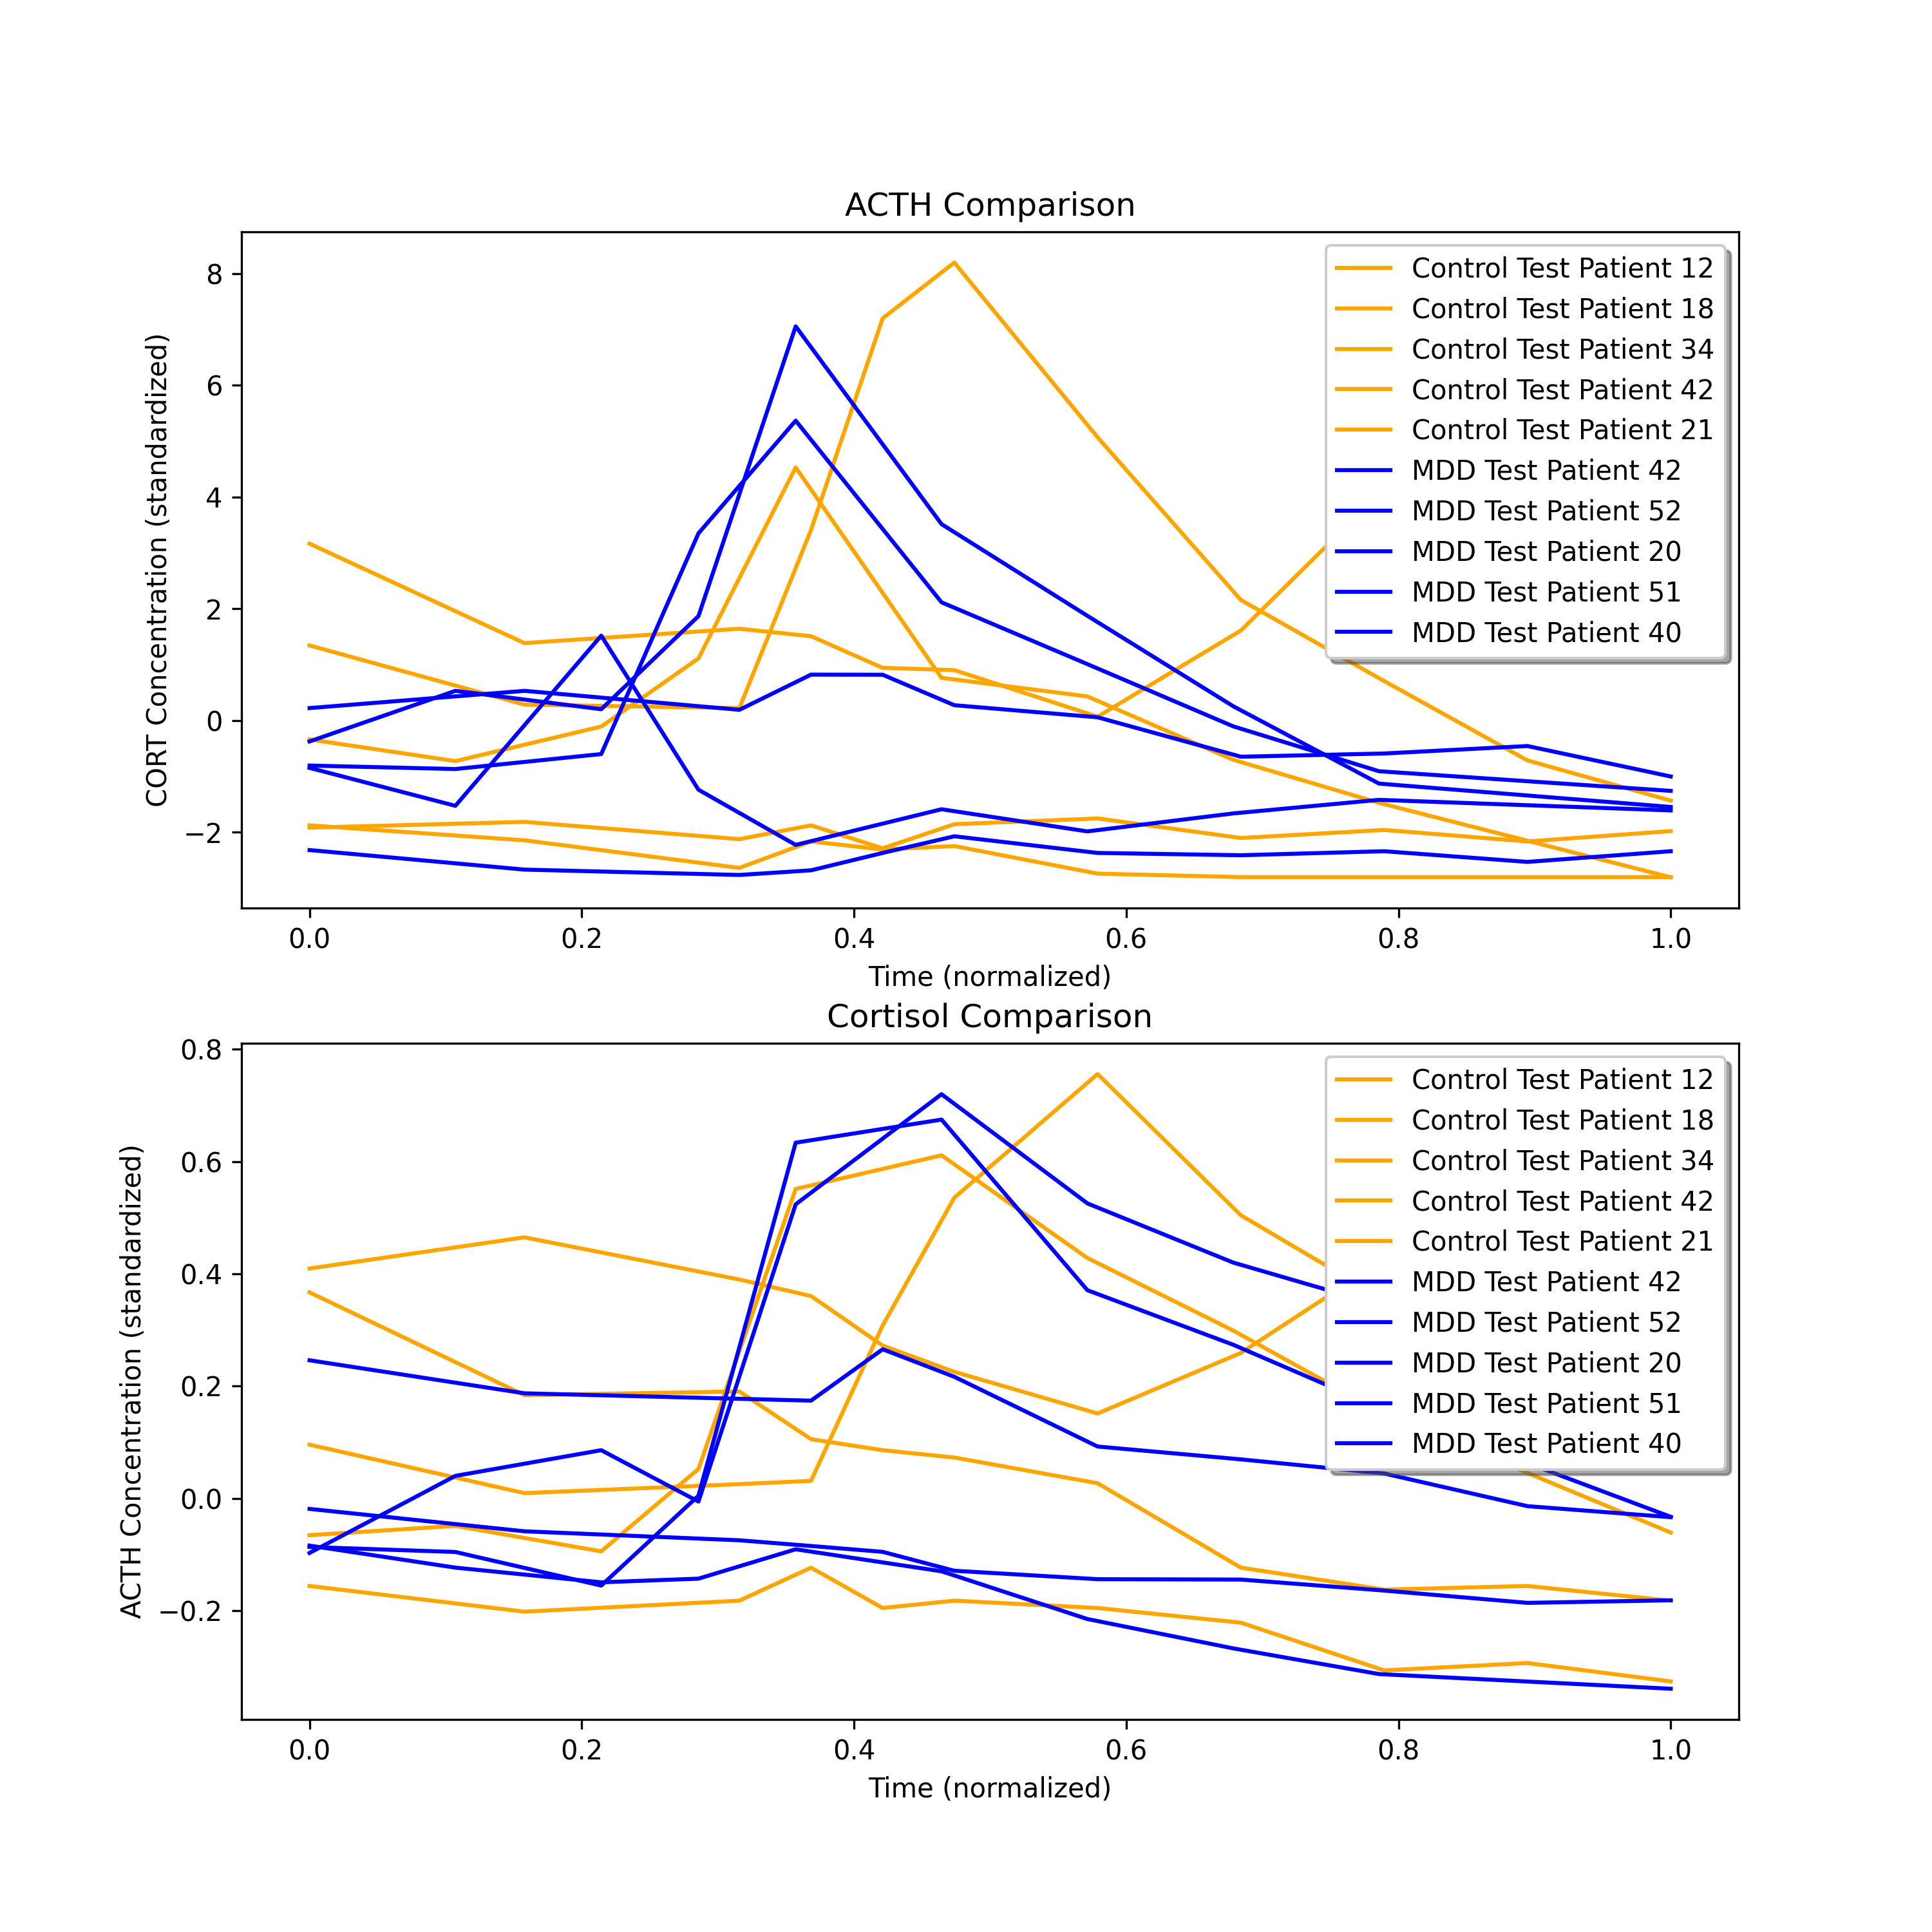 ACTH Comparison
CORT Concentration (standardized)
8
6
4
2
0
−2
Control Test Patient 12
Control Test Patient 18
Control Test Patient 34
Control Test Patient 42
Control Test Patient 21
MDD Test Patient 42
MDD Test Patient 52
MDD Test Patient 20
MDD Test Patient 51
MDD Test Patient 40
0.0 0.2 0.4 0.6 0.8 1.0
Time (normalized)
Cortisol Comparison
ACTH Concentration (standardized)
0.8
0.6
0.4
0.2
0.0
−0.2
Control Test Patient 12
Control Test Patient 18
Control Test Patient 34
Control Test Patient 42
Control Test Patient 21
MDD Test Patient 42
MDD Test Patient 52
MDD Test Patient 20
MDD Test Patient 51
MDD Test Patient 40
0.0 0.2 0.4 0.6 0.8 1.0
Time (normalized)